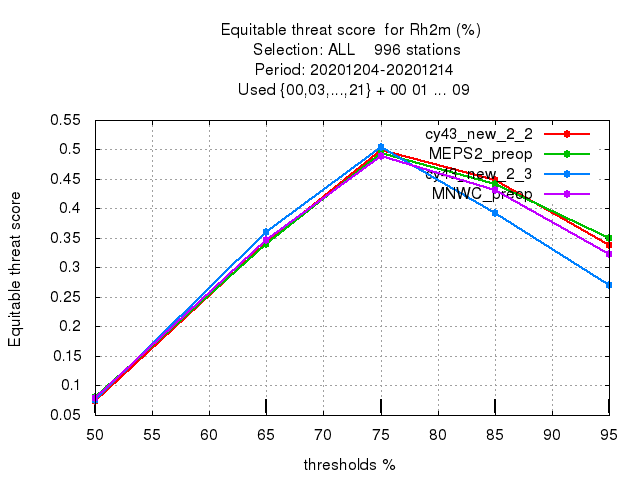 Equitable threat score  for Rh2m (%)
Selection: ALL    996 stations
Period: 20201204-20201214
Used {00,03,...,21} + 00 01 ... 09
cy43_new_2_2
MEPS2_preop
cy43_new_2_3
MNWC_preop
0.55
0.5
0.45
0.4
0.35
0.3
0.25
0.2
0.15
0.1
0.05
Equitable threat score
50 55 60 65 70 75 80 85 90 95
thresholds %